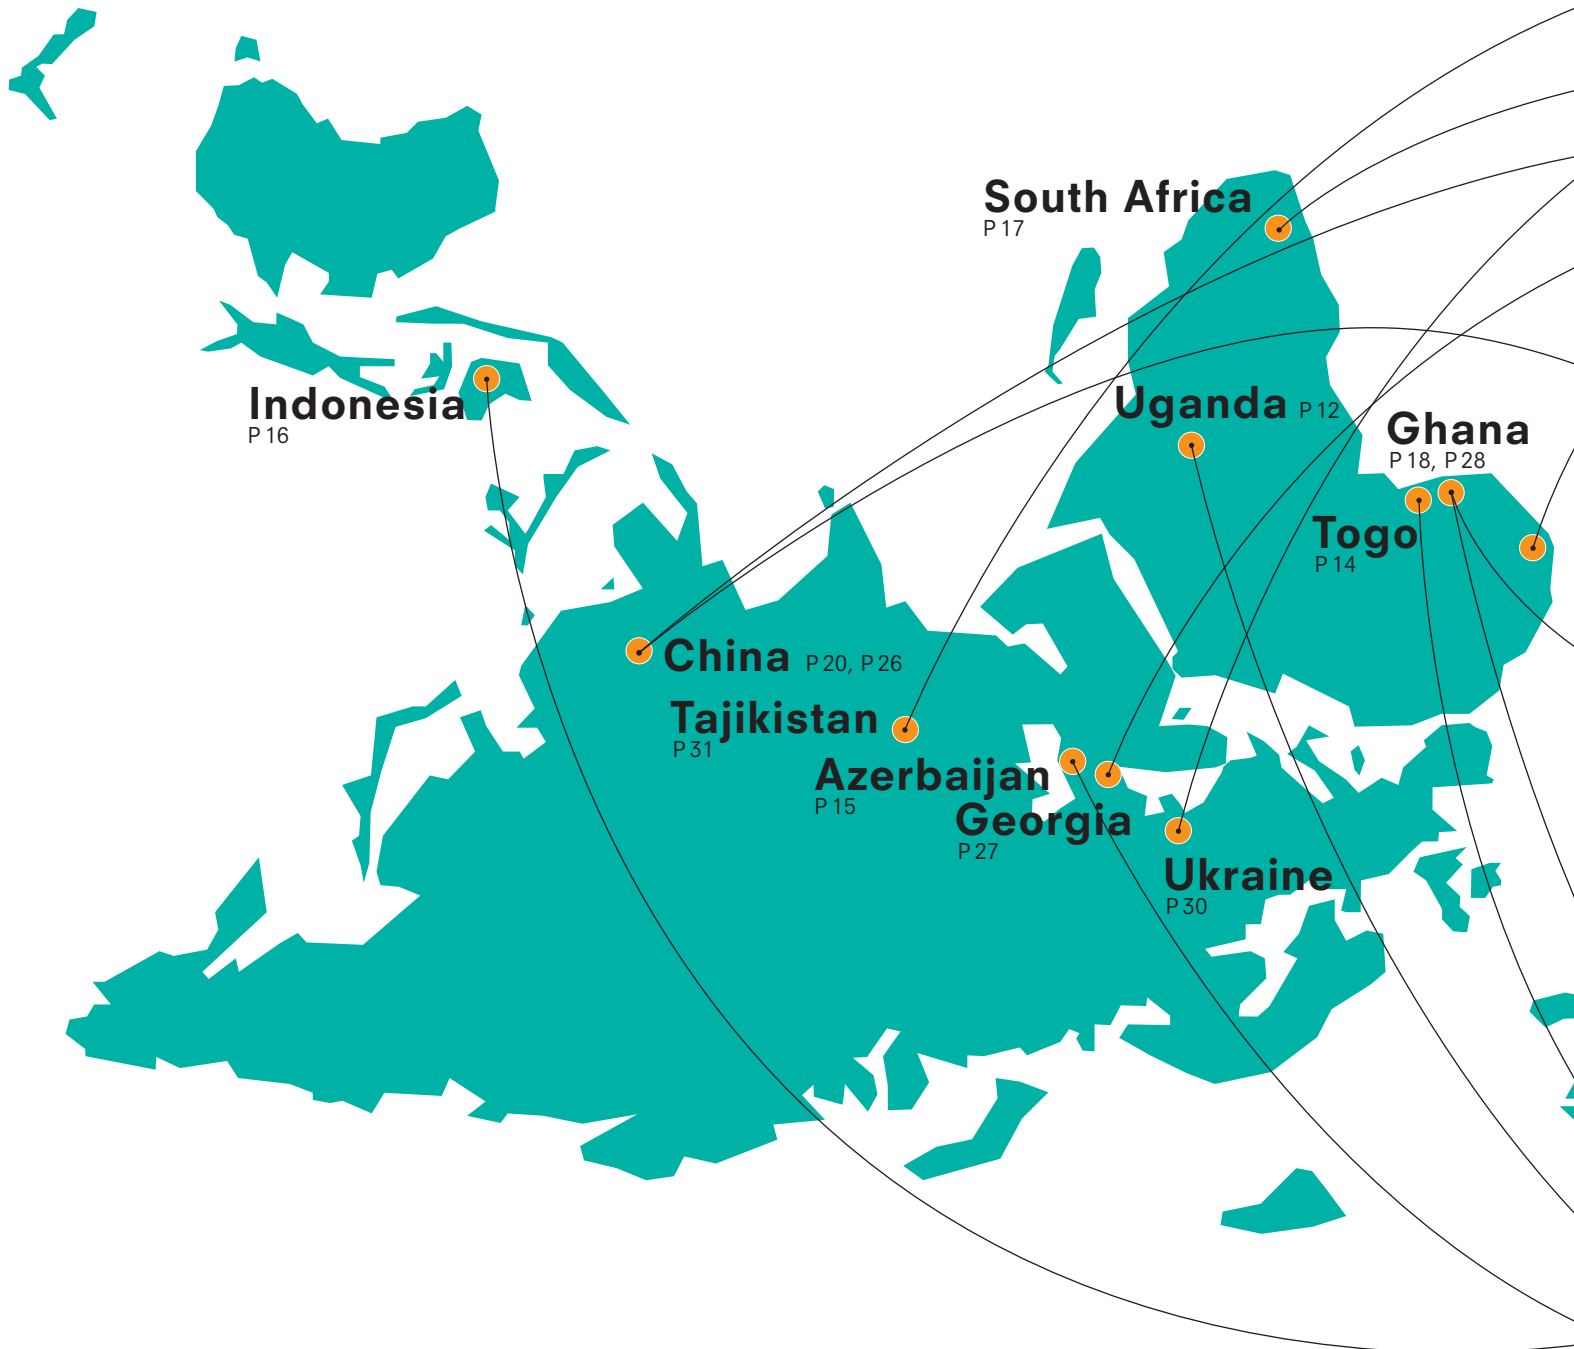 South Africa
P 17
Indonesia
P 16
Uganda P 12
Ghana
P 18, P 28
Togo
P 14
China P 20, P 26
Tajikistan
P 31
Azerbaijan
P 15
Georgia
P 27
Ukraine
P 30